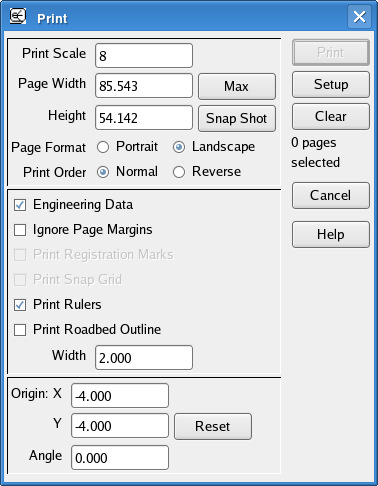 Print
Print Scale 8 Print
Page Width 85.543 Max Setup
Height 54.142 Snap Shot Clear
Page Format Portrait Landscape 0 pages
selected
Print Order Normal Reverse
Engineering Data Cancel
Ignore Page Margins Help
Print Registration Marks
Print Snap Grid
Print Rulers
Print Roadbed Outline
Width 2.000
Origin: X -4.000
Y -4.000 Reset
Angle 0.000